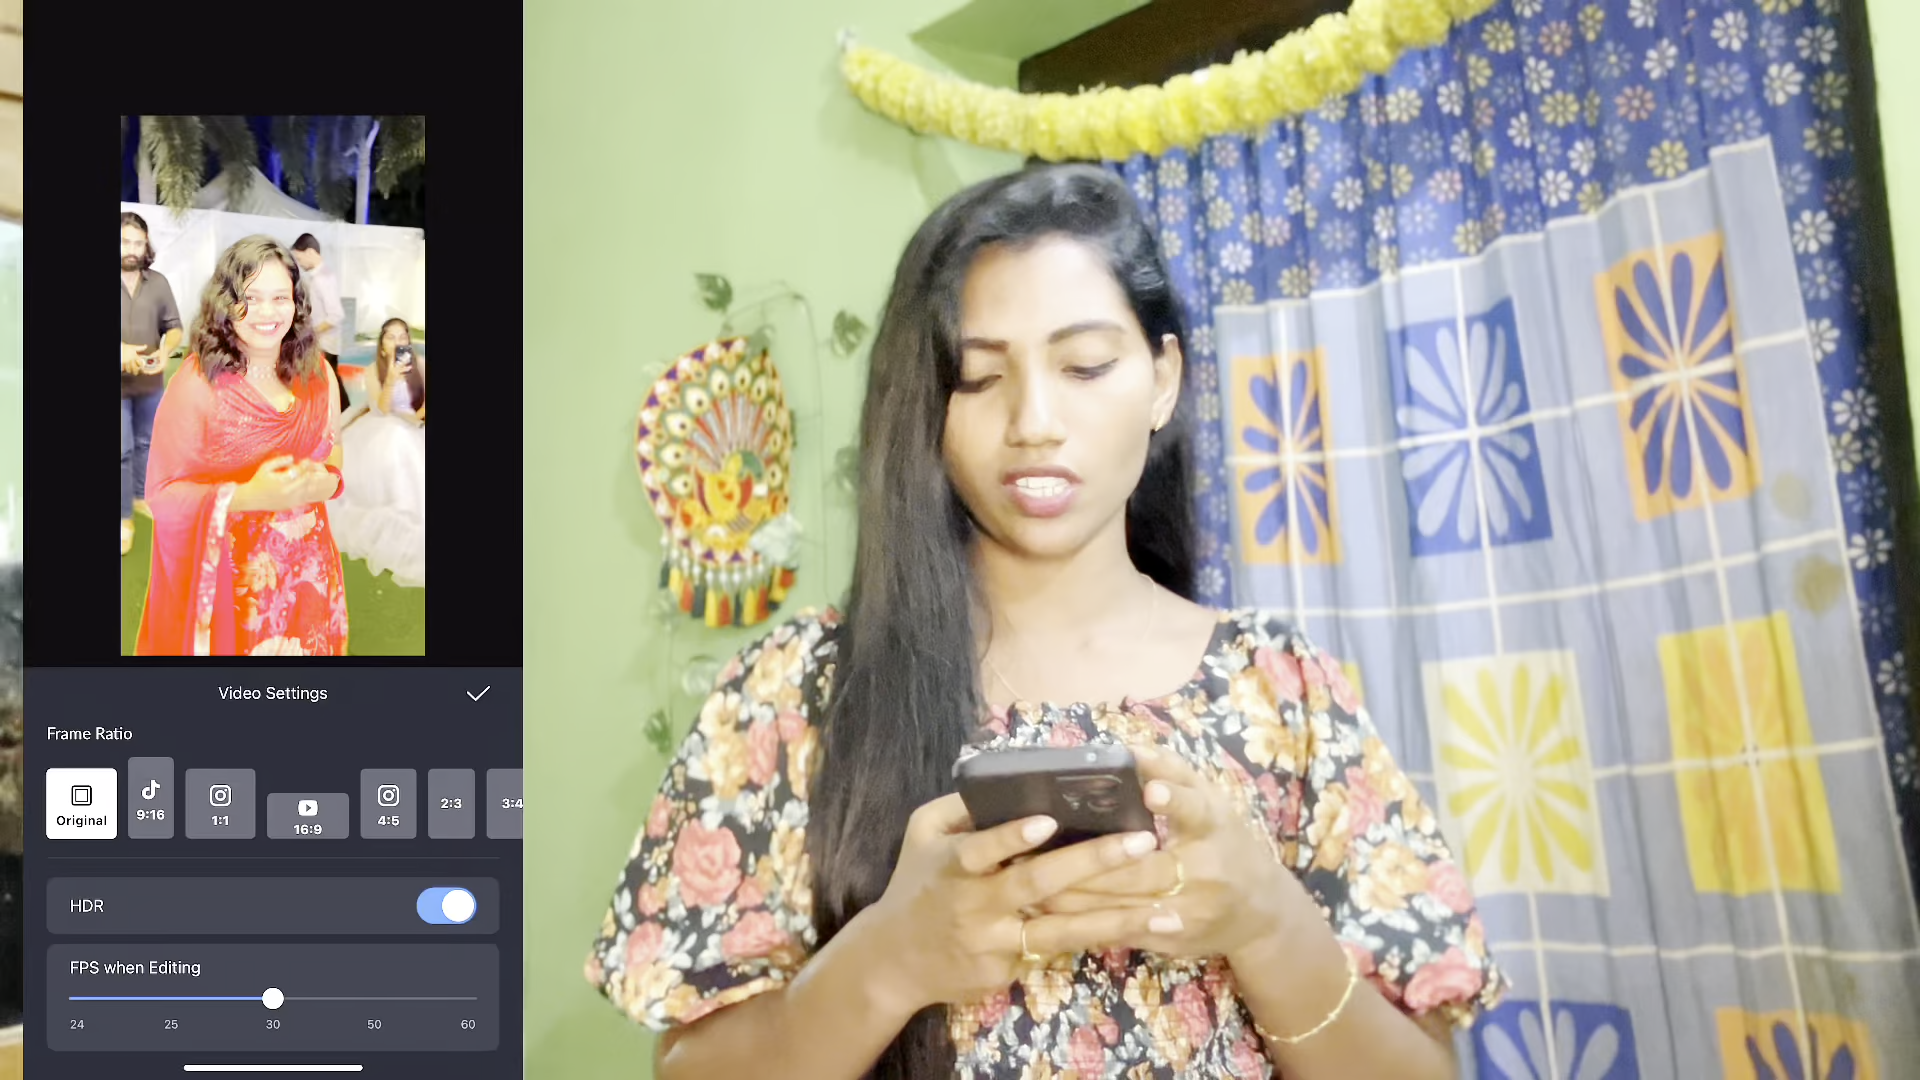 Video Settings
Frame Ratio
Original
9:16
1:1
16:9
4:5
2:3
3:4
HDR
FPS when Editing
24 25 30 50 60